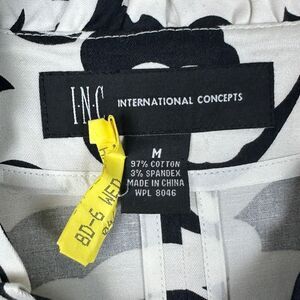 I.N.C
INTERNATIONAL CONCEPTS
M
97% COTTON
3% SPANDEX
MADE IN CHINA
WPL 8046
BD-6 WED